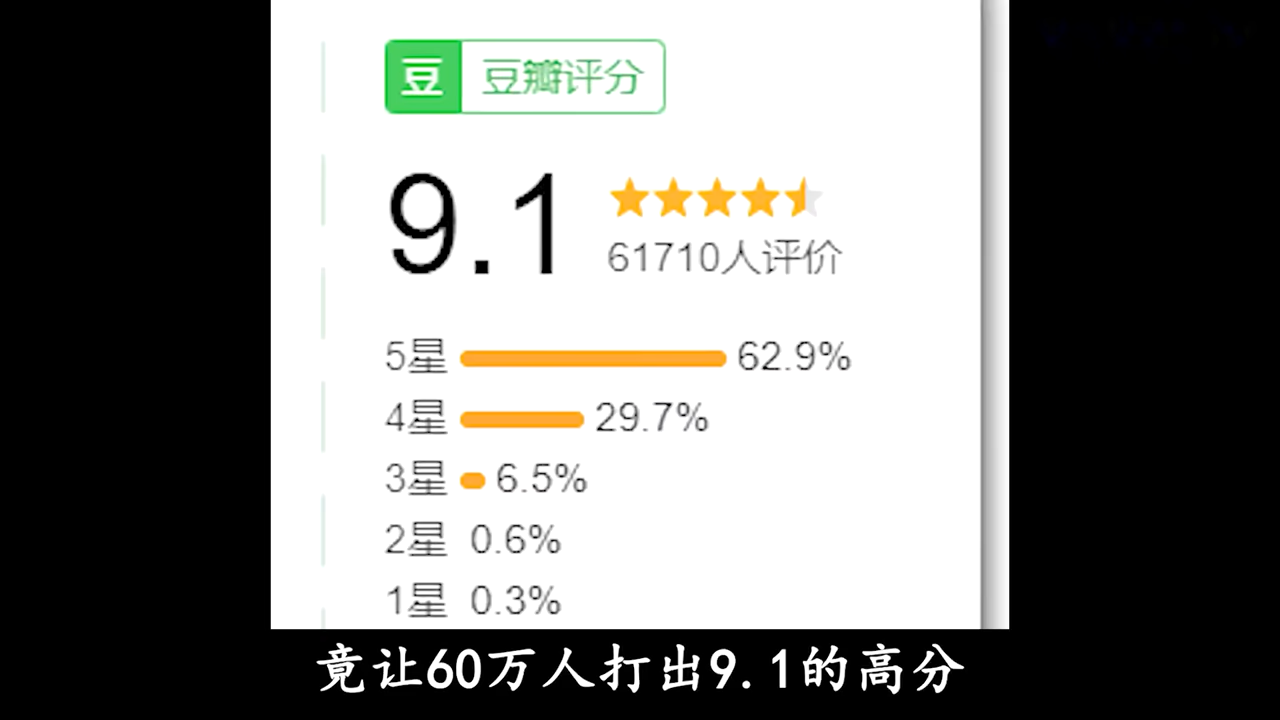 豆 豆瓣评分
9.1
61710人评价
5星 62.9%
4星 29.7%
3星 6.5%
2星 0.6%
1星 0.3%
竟让60万人打出9.1的高分